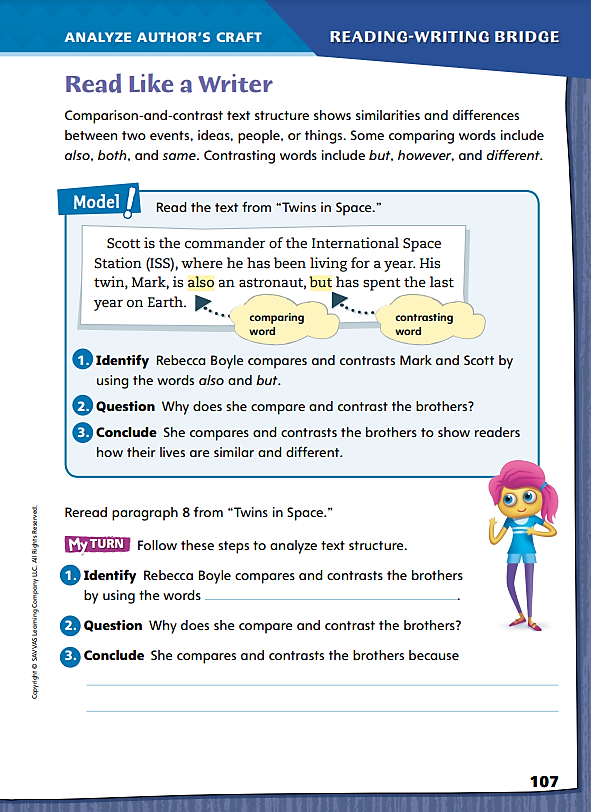 ANALYZE AUTHOR'S CRAFT
READING-WRITING BRIDGE
Read Like a Writer
Comparison-and-contrast text structure shows similarities and differences
between two events, ideas, people, or things. Some comparing words include
also, both, and same. Contrasting words include but, however, and different.
Model!
Read the text from “Twins in Space.”
Scott is the commander of the International Space
Station (ISS), where he has been living for a year. His
twin, Mark, is also an astronaut, but has spent the last
year on Earth.
comparing
word
contrasting
word
1. Identify Rebecca Boyle compares and contrasts Mark and Scott by
using the words also and but.
2. Question Why does she compare and contrast the brothers?
3. Conclude She compares and contrasts the brothers to show readers
how their lives are similar and different.
Reread paragraph 8 from “Twins in Space.”
My TURN Follow these steps to analyze text structure.
1. Identify Rebecca Boyle compares and contrasts the brothers
by using the words ____________________.
2. Question Why does she compare and contrast the brothers?
3. Conclude She compares and contrasts the brothers because
Copyright © SAVVAS Learning Company LLC. All Rights Reserved.
107